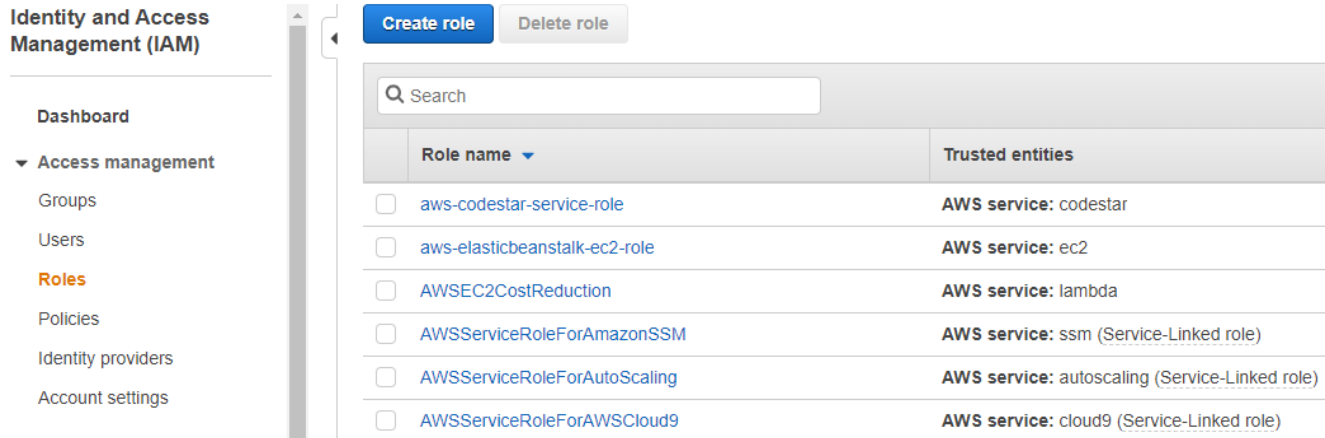 Identity and Access
Management (IAM)
Dashboard
Access management
Groups
Users
Roles
Policies
Identity providers
Account settings
Create role Delete role
Search
Role name Trusted entities
aws-codestar-service-role AWS service: codestar
aws-elasticbeanstalk-ec2-role AWS service: ec2
AWSEC2CostReduction AWS service: lambda
AWSServiceRoleForAmazonSSM AWS service: ssm (Service-Linked role)
AWSServiceRoleForAutoScaling AWS service: autoscaling (Service-Linked role)
AWSServiceRoleForAWSCloud9 AWS service: cloud9 (Service-Linked role)